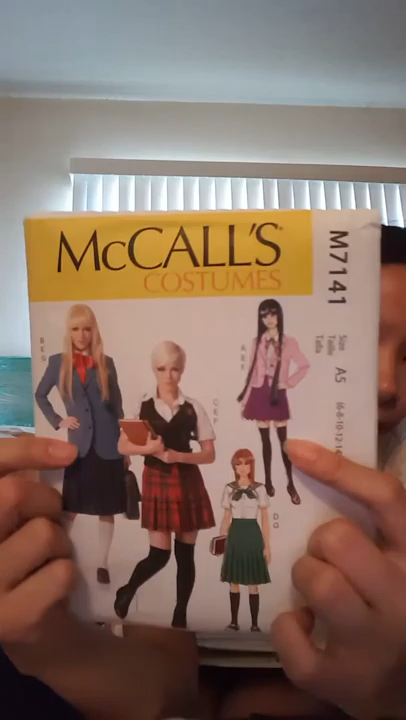 McCALL'S
COSTUMES
M7141
Size
Taille
Talla
A5
(6-8-10-12-14